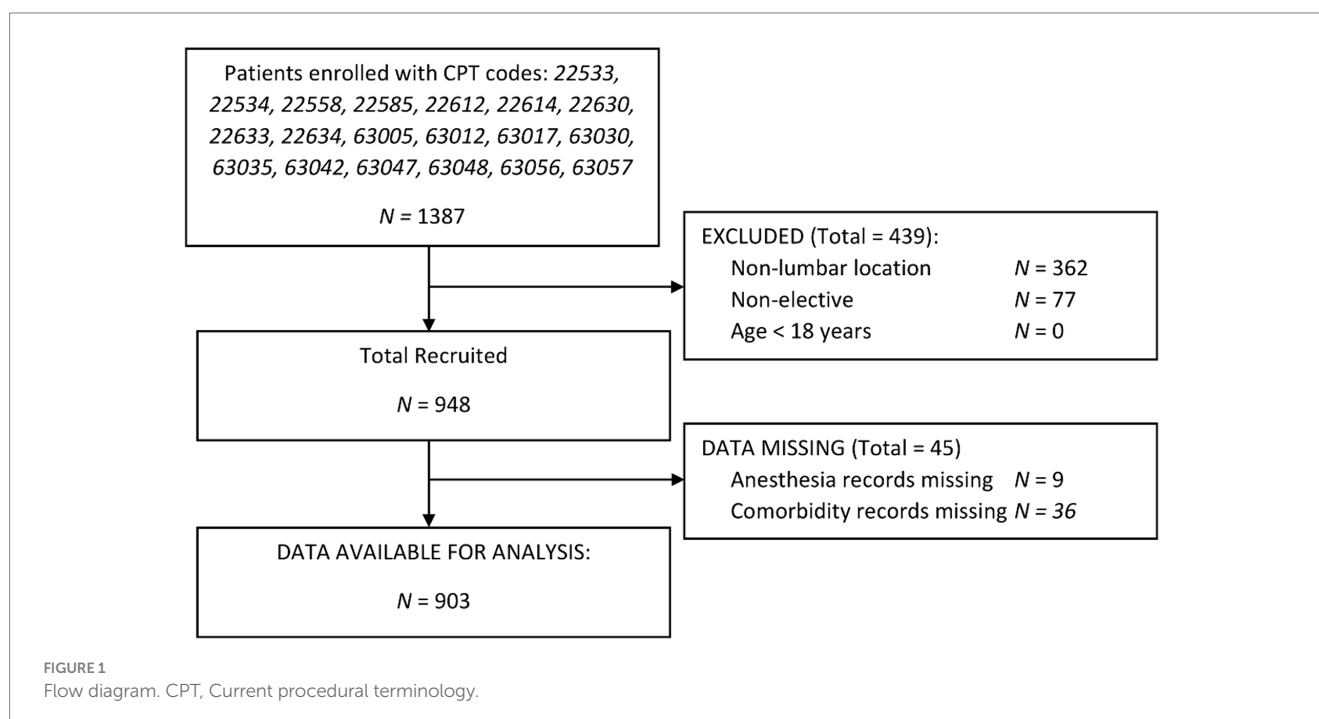 Patients enrolled with CPT codes: 22533,
22534, 22558, 22585, 22612, 22614, 22630,
22633, 22634, 63005, 63012, 63017, 63030,
63035, 63042, 63047, 63048, 63056, 63057
N = 1387
EXCLUDED (Total = 439):
Non-lumbar location N = 362
Non-elective N = 77
Age < 18 years N = 0
Total Recruited
N = 948
DATA MISSING (Total = 45)
Anesthesia records missing N = 9
Comorbidity records missing N = 36
DATA AVAILABLE FOR ANALYSIS:
N = 903
FIGURE 1
Flow diagram. CPT, Current procedural terminology.